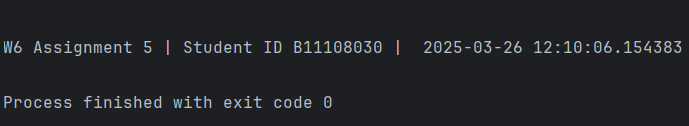 W6 Assignment 5 | Student ID B11108030 |  2025-03-26 12:10:06.154383
Process finished with exit code 0